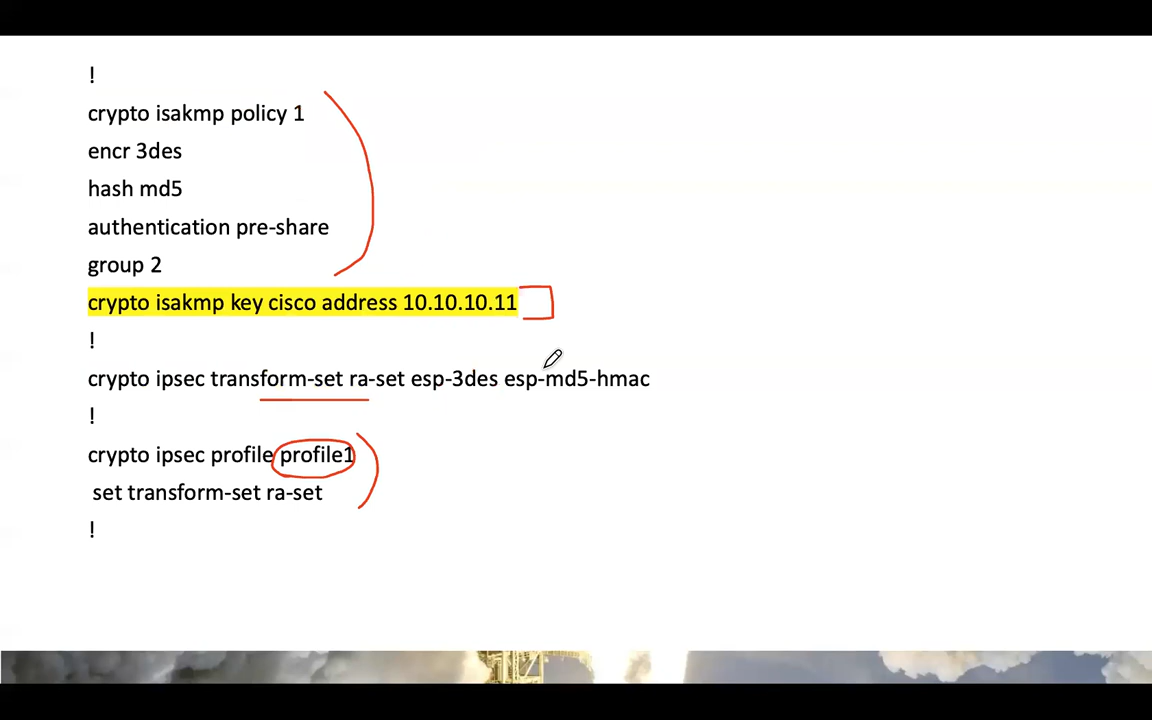 !
crypto isakmp policy 1
encr 3des
hash md5
authentication pre-share
group 2
crypto isakmp key cisco address 10.10.10.11
!
crypto ipsec transform-set ra-set esp-3des esp-md5-hmac
!
crypto ipsec profile profile1
set transform-set ra-set
!